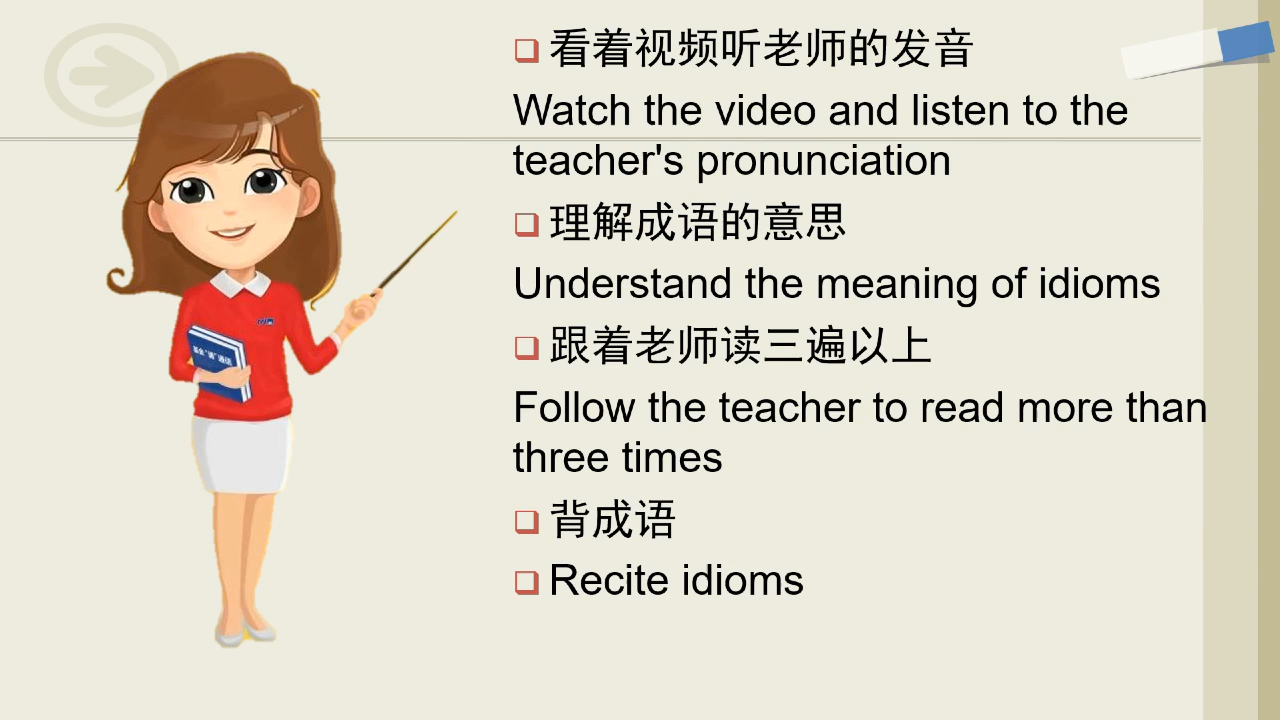 看着视频听老师的发音
Watch the video and listen to the
teacher's pronunciation
理解成语的意思
Understand the meaning of idioms
跟着老师读三遍以上
Follow the teacher to read more than
three times
背成语
Recite idioms